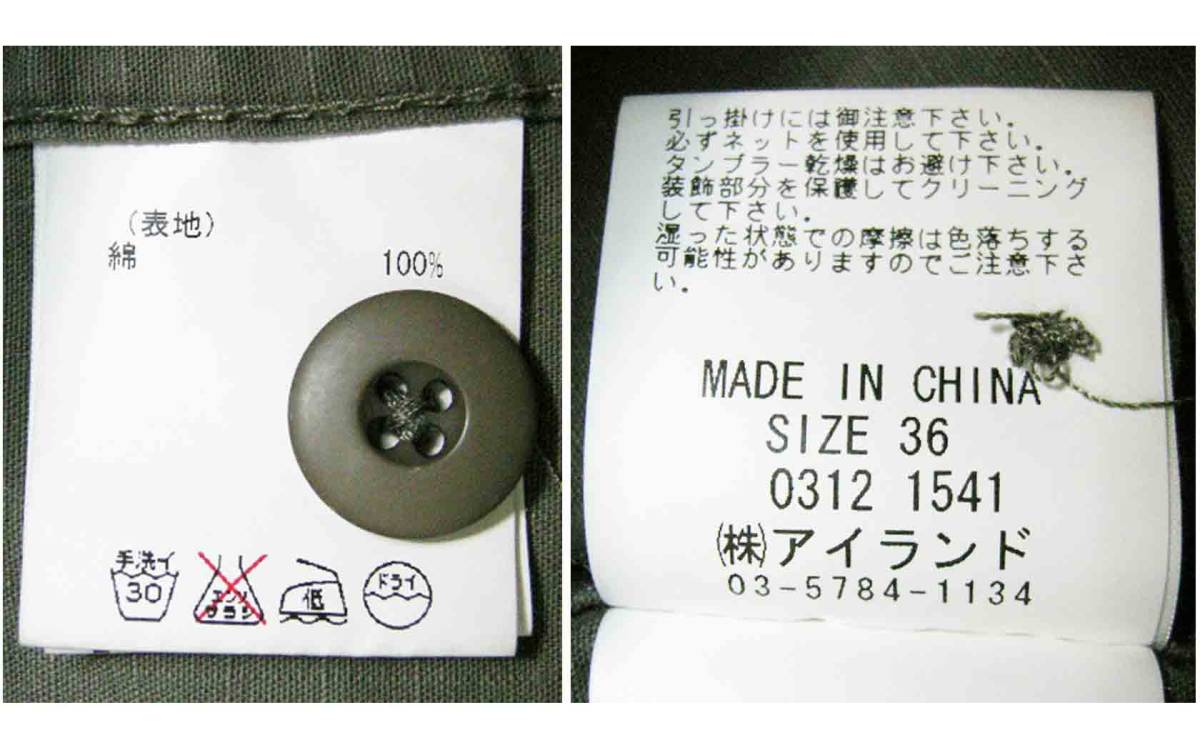 （表地）
綿 100%
手洗イ
30
エンソ
サラシ
低
ドライ
引っ掛けには御注意下さい。
必ずネットを使用して下さい。
タンブラー乾燥はお避け下さい。
装飾部分を保護してクリーニング
して下さい。
湿った状態での摩擦は色落ちする
可能性がありますのでご注意下さ
い。
MADE IN CHINA
SIZE 36
0312 1541
㈱アイランド
03-5784-1134